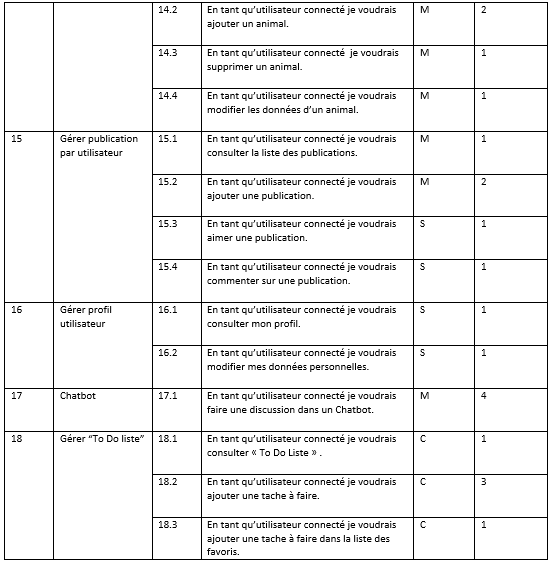 14.2 En tant qu'utilisateur connecté je voudrais M 2
ajouter un animal.
14.3 En tant qu'utilisateur connecté je voudrais M 1
supprimer un animal.
14.4 En tant qu'utilisateur connecté je voudrais M 1
modifier les données d'un animal.
15 Gérer publication 15.1 En tant qu'utilisateur connecté je voudrais M 1
par utilisateur consulter la liste des publications.
15.2 En tant qu'utilisateur connecté je voudrais M 2
ajouter une publication.
15.3 En tant qu'utilisateur connecté je voudrais S 1
aimer une publication.
15.4 En tant qu'utilisateur connecté je voudrais S 1
commenter sur une publication.
16 Gérer profil 16.1 En tant qu'utilisateur connecté je voudrais S 1
utilisateur consulter mon profil.
16.2 En tant qu'utilisateur connecté je voudrais S 1
modifier mes données personnelles.
17 Chatbot 17.1 En tant qu'utilisateur connecté je voudrais M 4
faire une discussion dans un Chatbot.
18 Gérer "To Do liste" 18.1 En tant qu'utilisateur connecté je voudrais C 1
consulter « To Do Liste » .
18.2 En tant qu'utilisateur connecté je voudrais C 3
ajouter une tache à faire.
18.3 En tant qu'utilisateur connecté je voudrais C 1
ajouter une tache à faire dans la liste des
favoris.